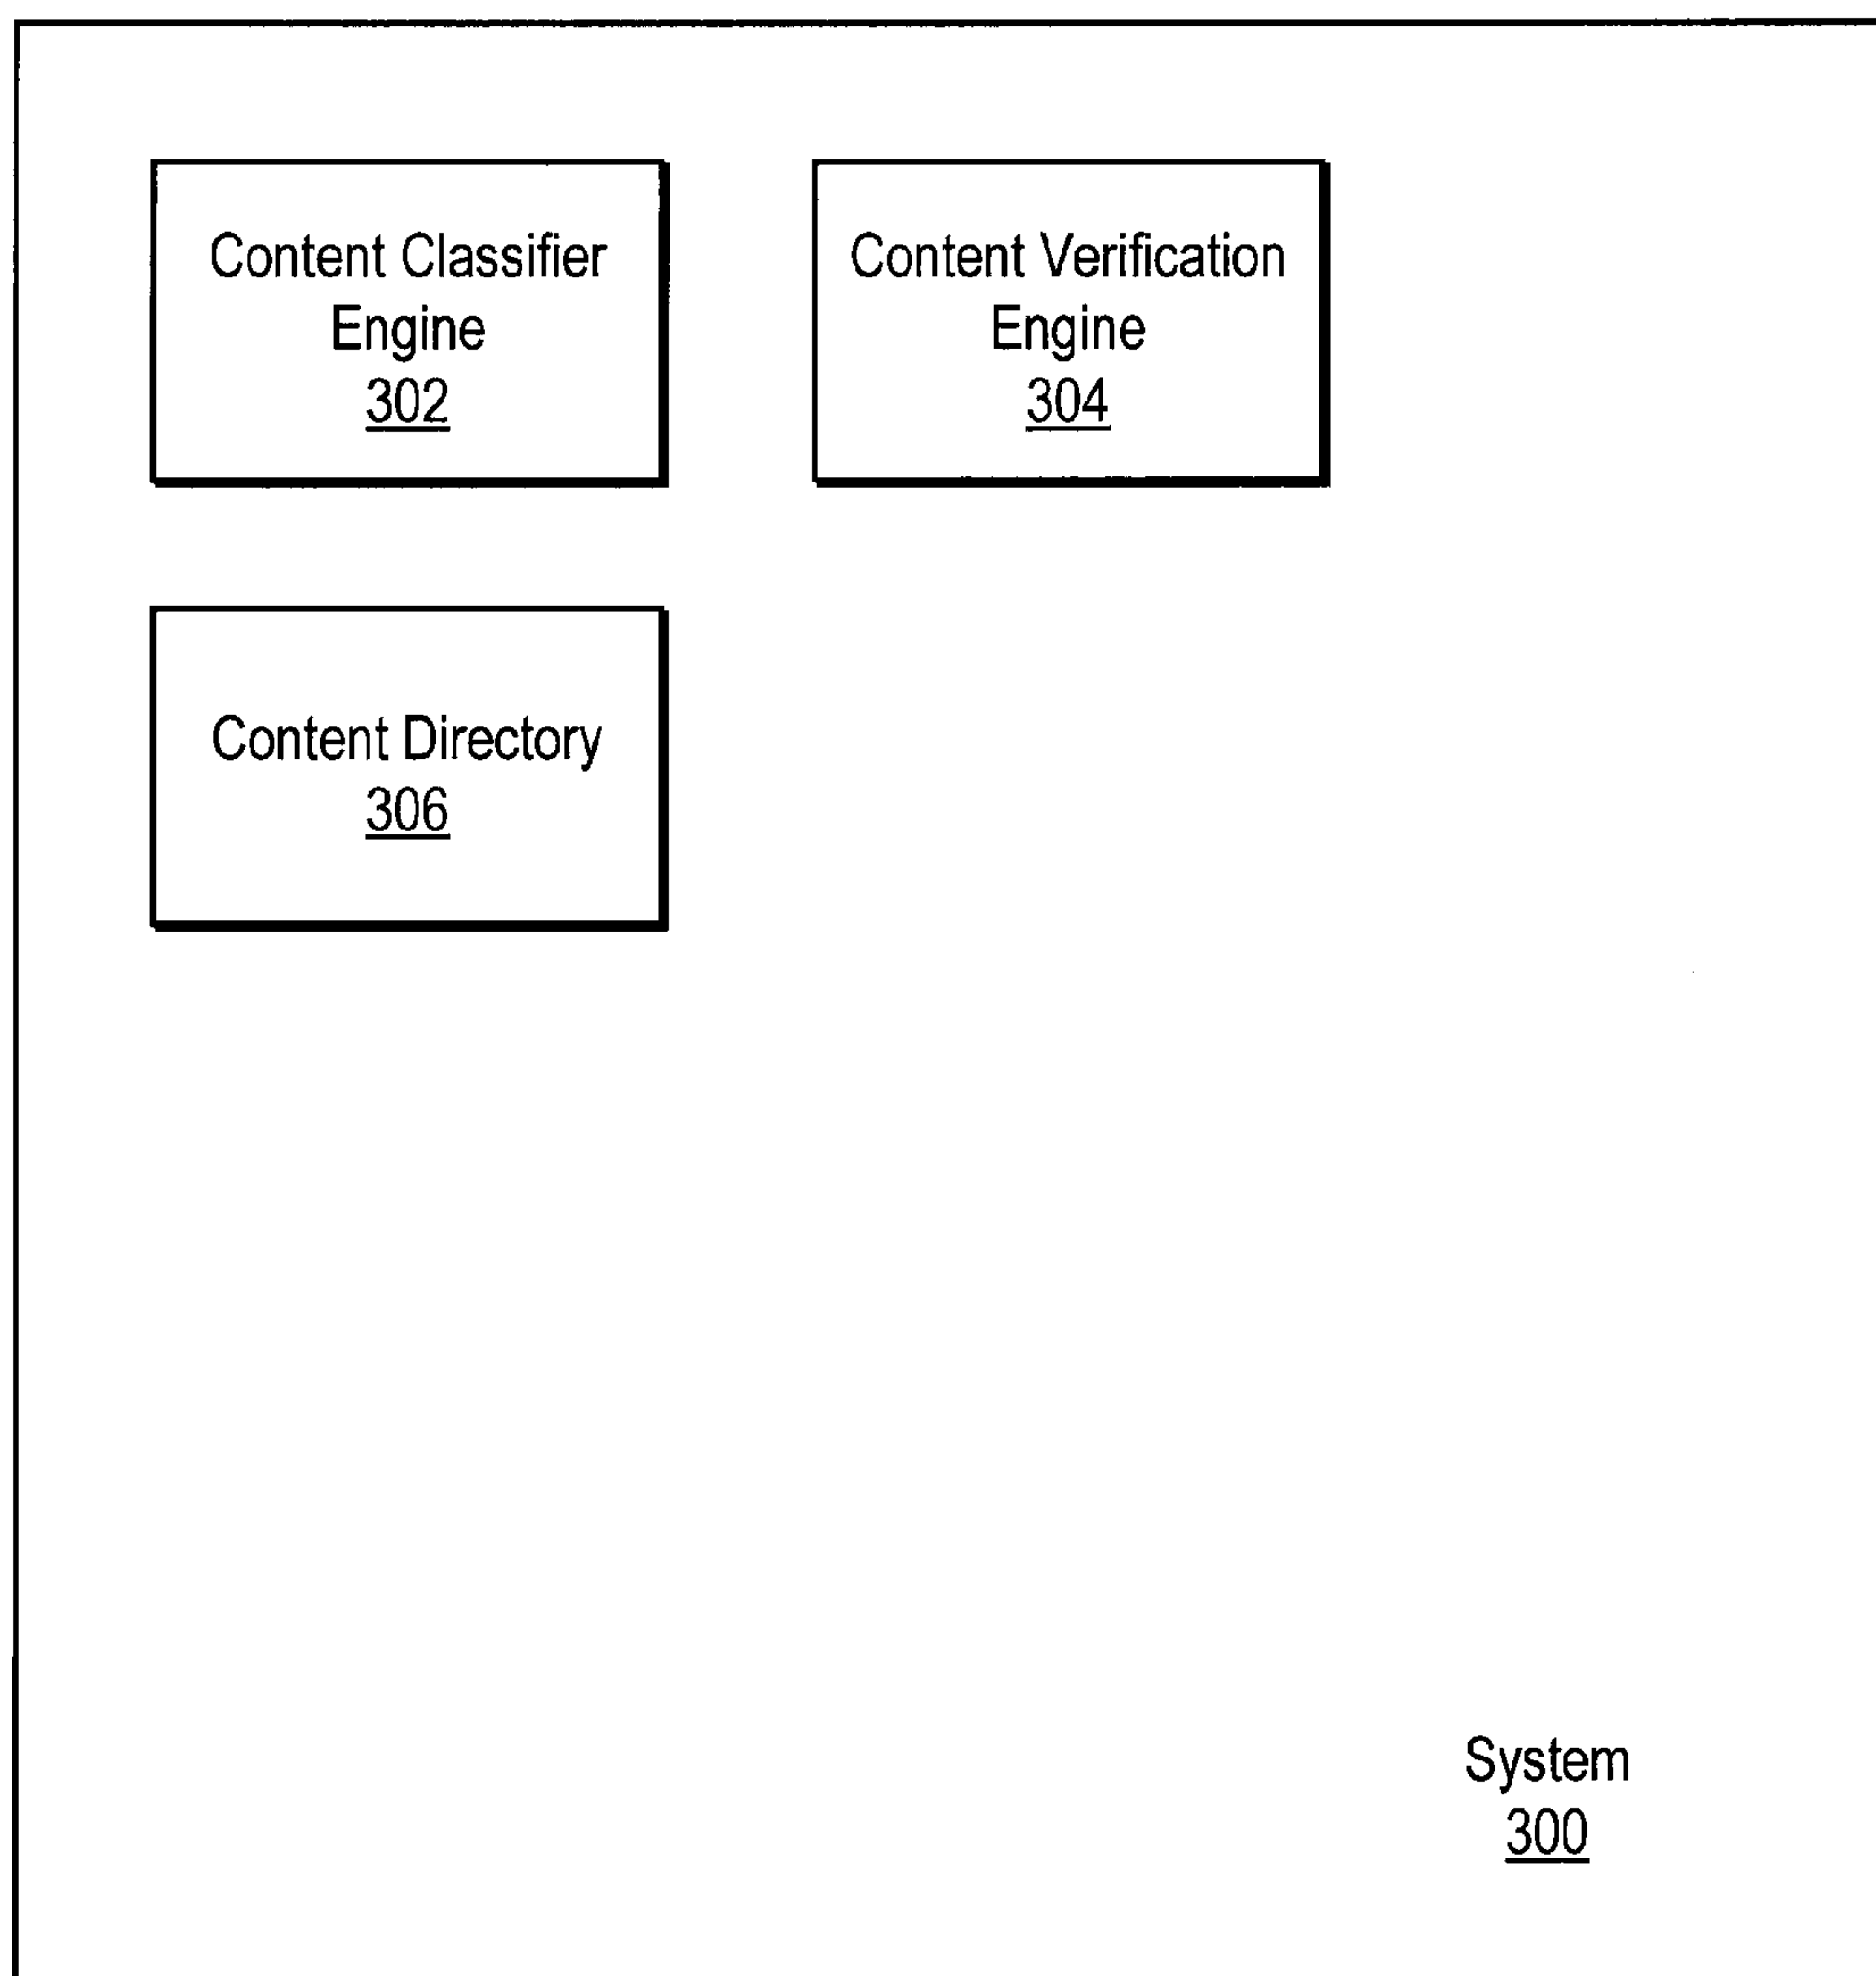 Content Classifier
Engine
302
Content Verification
Engine
304
Content Directory
306
System
300